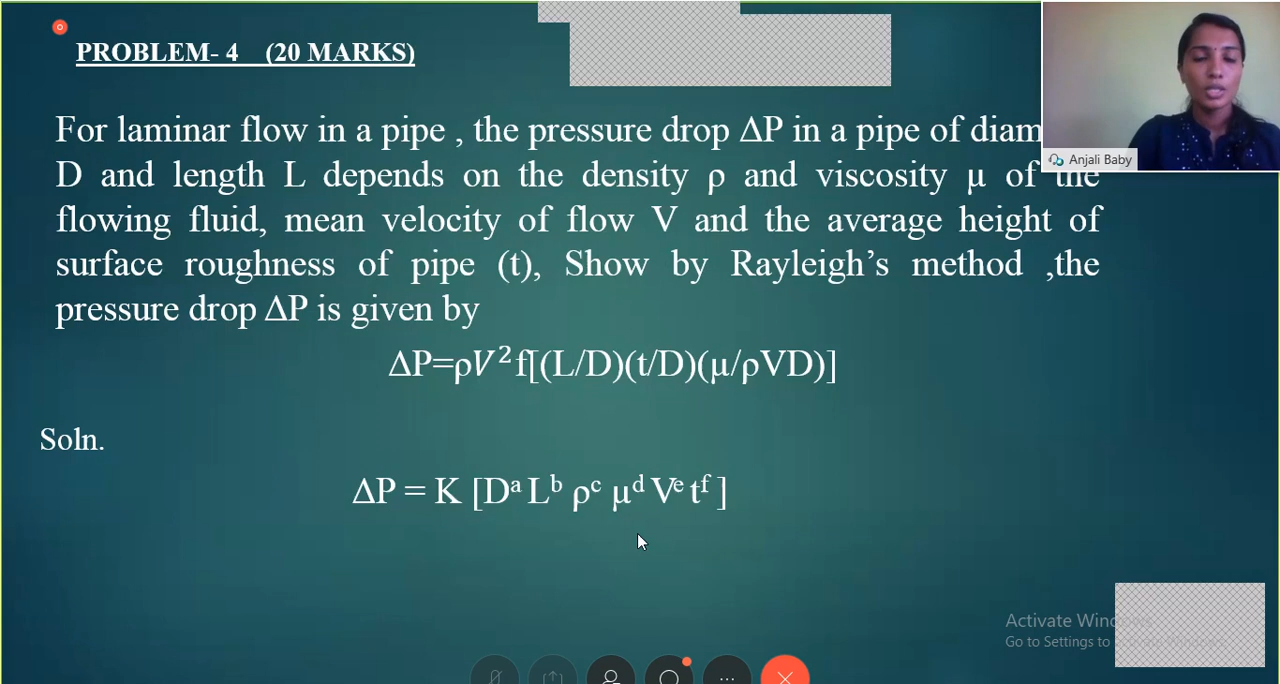 PROBLEM- 4 (20 MARKS)
For laminar flow in a pipe , the pressure drop ΔP in a pipe of
D and length L depends on the density ρ and viscosity μ of the
flowing fluid, mean velocity of flow V and the average height of
surface roughness of pipe (t), Show by Rayleigh’s method ,the
pressure drop ΔP is given by
ΔP=ρV²f[(L/D)(t/D)(μ/ρVD)]
Soln.
ΔP = K [Dᵃ Lᵇ ρᶜ μᵈ Vᵉ tᶠ ]
Anjali Baby
Activate
Go to Settings to